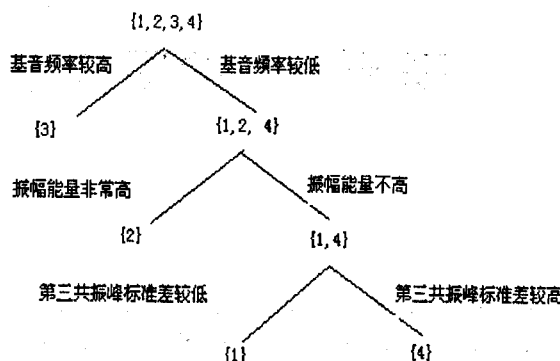 {1,2,3,4}
基音频率较高 基音频率较低
{3} {1,2, 4}
振幅能量非常高 振幅能量不高
{2} {1,4}
第三共振峰标准差较低 第三共振峰标准差较高
{1} {4}